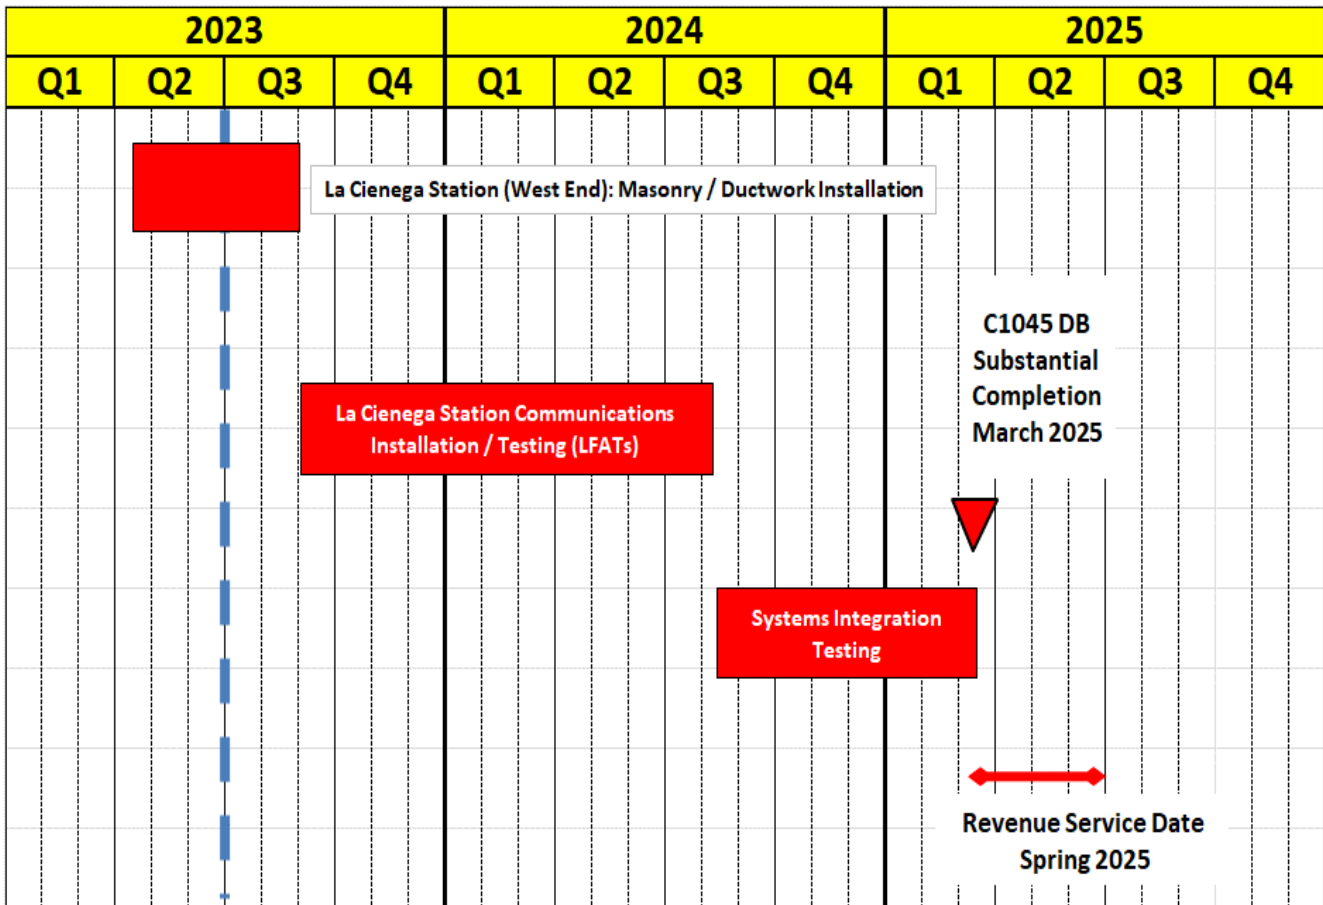 2023 2024 2025
Q1 Q2 Q3 Q4 Q1 Q2 Q3 Q4 Q1 Q2 Q3 Q4
La Cienega Station (West End): Masonry / Ductwork Installation
C1045 DB
Substantial
Completion
March 2025
La Cienega Station Communications
Installation / Testing (LFATs)
Systems Integration
Testing
Revenue Service Date
Spring 2025